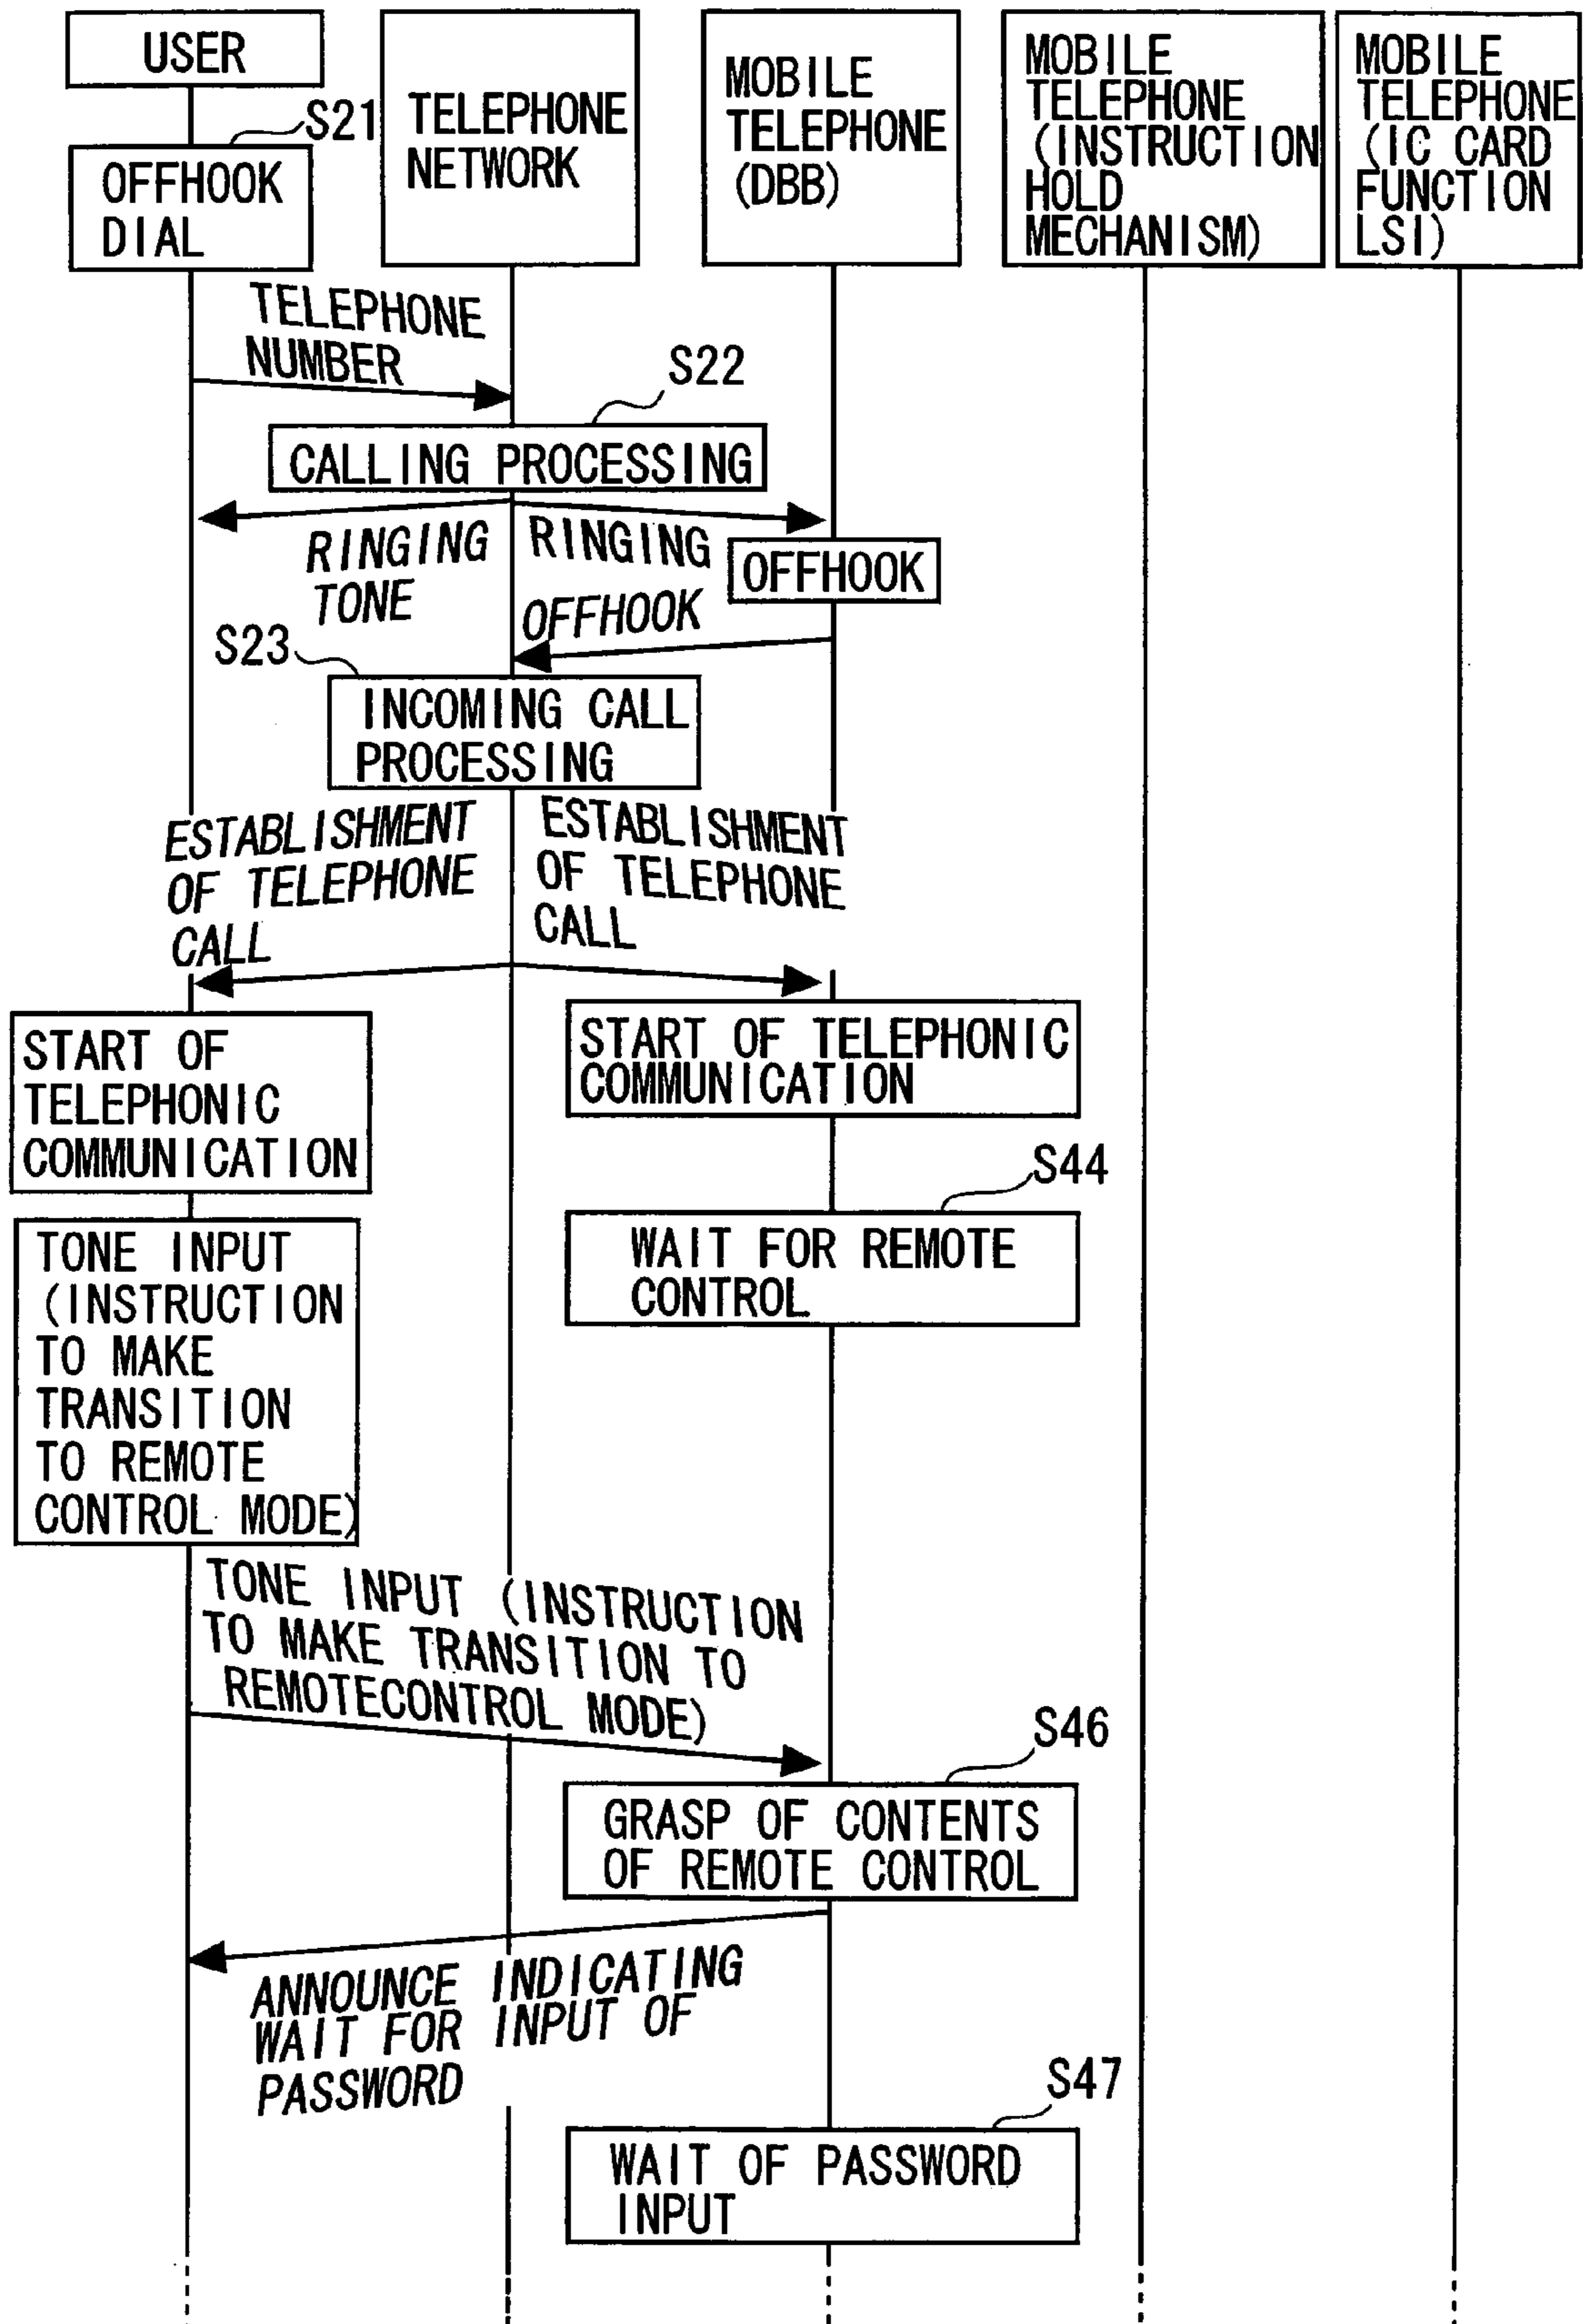 USER
TELEPHONE
NETWORK
MOBILE
TELEPHONE
(DBB)
MOBILE
TELEPHONE
(INSTRUCTION
HOLD
MECHANISM)
MOBILE
TELEPHONE
(IC CARD
FUNCTION
LSI)
S21
OFFHOOK
DIAL
TELEPHONE
NUMBER
S22
CALLING PROCESSING
RINGING
TONE
RINGING
OFFHOOK
OFFHOOK
S23
INCOMING CALL
PROCESSING
ESTABLISHMENT
OF TELEPHONE
CALL
ESTABLISHMENT
OF TELEPHONE
CALL
START OF
TELEPHONIC
COMMUNICATION
START OF TELEPHONIC
COMMUNICATION
S44
WAIT FOR REMOTE
CONTROL
TONE INPUT
(INSTRUCTION
TO MAKE
TRANSITION
TO REMOTE
CONTROL MODE)
TONE INPUT (INSTRUCTION
TO MAKE TRANSITION TO
REMOTECONTROL MODE)
S46
GRASP OF CONTENTS
OF REMOTE CONTROL
ANNOUNCE INDICATING
WAIT FOR INPUT OF
PASSWORD
S47
WAIT OF PASSWORD
INPUT